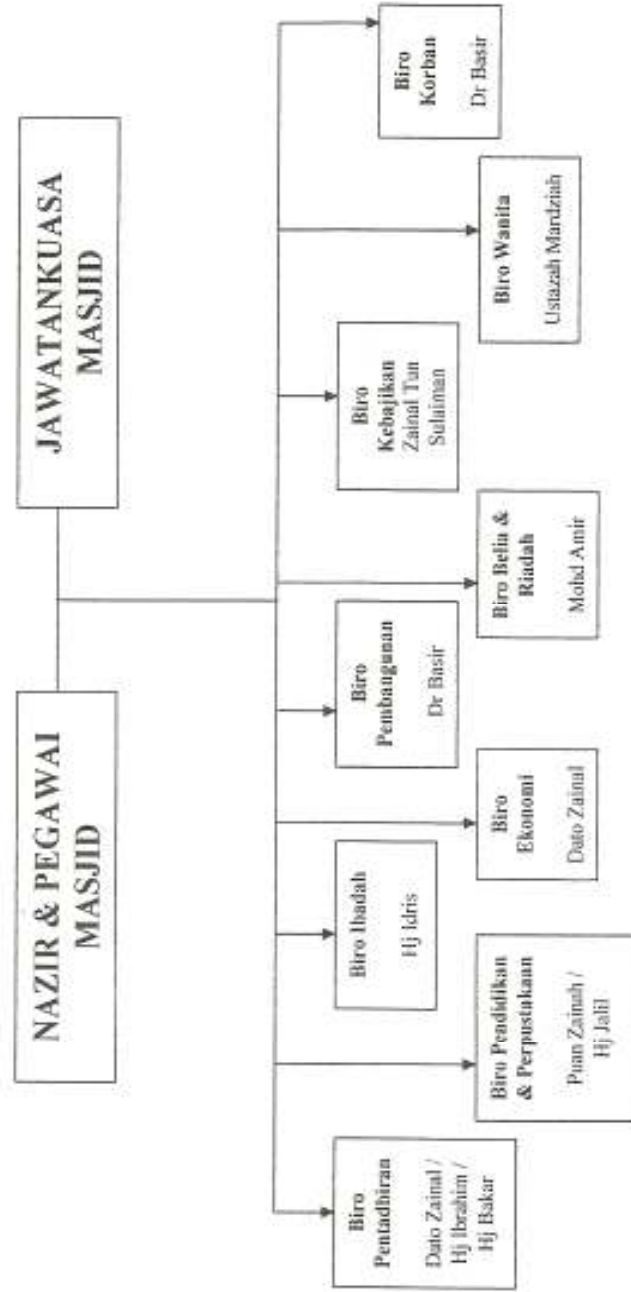 NAZIR & PEGAWAI
MASJID
JAWATANKUASA
MASJID
Biro
Pentadbiran
Dato Zainal /
Hj Ibrahim /
Hj Bakar
Biro Pendidikan
& Perpustakaan
Puan Zainah /
Hj Jalil
Biro Ibadah
Hj Idris
Biro
Ekonomi
Dato Zainal
Biro
Pembangunan
Dr Basir
Biro Belia &
Riadah
Mohd Amir
Biro
Kebajikan
Zainal Tun
Sulaiman
Biro Wanita
Ustazah Mardziah
Biro
Korban
Dr Basir